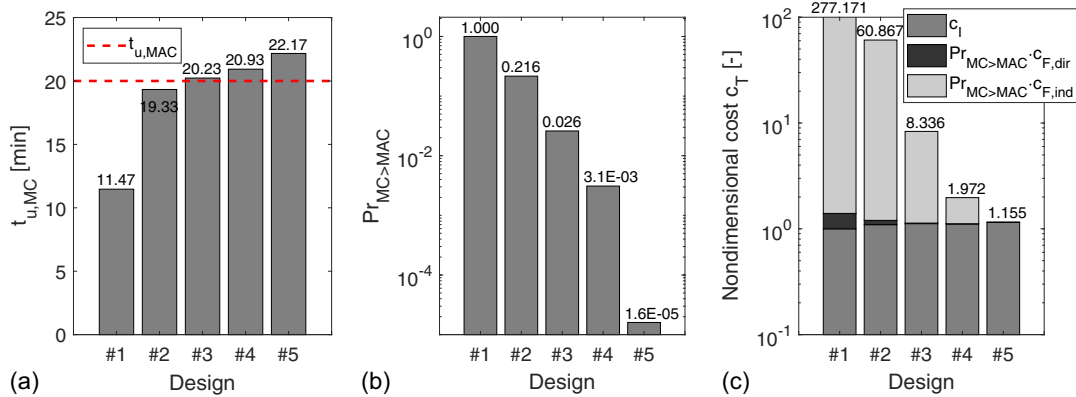 25
20
15
10
5
0
t_u,MC [min]
t_u,MAC
11.47
19.33
20.23
20.93
22.17
#1 #2 #3 #4 #5
(a) Design
10^0
10^-2
10^-4
Pr_MC>MAC
1.000
0.216
0.026
3.1E-03
1.6E-05
#1 #2 #3 #4 #5
(b) Design
10^2
10^1
10^0
10^-1
Nondimensional cost c_T [-]
c_I
Pr_MC>MAC·c_F,dir
Pr_MC>MAC·c_F,ind
277.171
60.867
8.336
1.972
1.155
#1 #2 #3 #4 #5
(c) Design